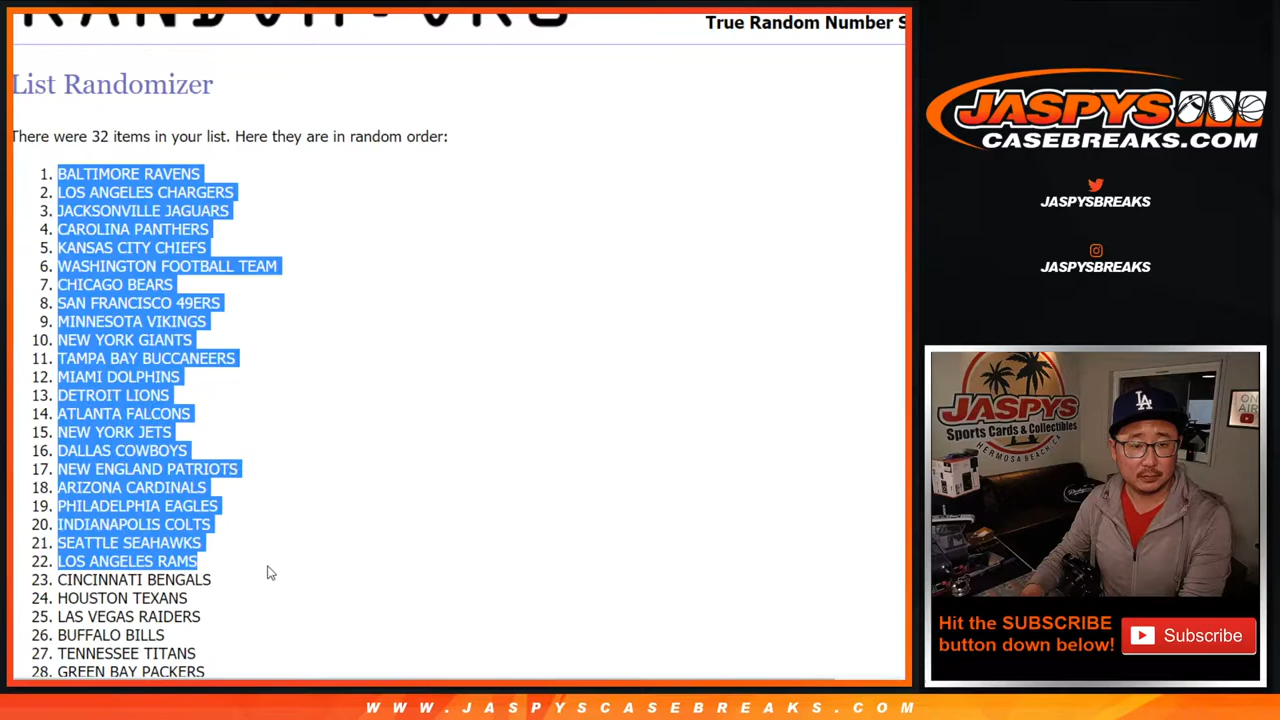 RANDOM.ORG
True Random Number S
List Randomizer
There were 32 items in your list. Here they are in random order:
1. BALTIMORE RAVENS
2. LOS ANGELES CHARGERS
3. JACKSONVILLE JAGUARS
4. CAROLINA PANTHERS
5. KANSAS CITY CHIEFS
6. WASHINGTON FOOTBALL TEAM
7. CHICAGO BEARS
8. SAN FRANCISCO 49ERS
9. MINNESOTA VIKINGS
10. NEW YORK GIANTS
11. TAMPA BAY BUCCANEERS
12. MIAMI DOLPHINS
13. DETROIT LIONS
14. ATLANTA FALCONS
15. NEW YORK JETS
16. DALLAS COWBOYS
17. NEW ENGLAND PATRIOTS
18. ARIZONA CARDINALS
19. PHILADELPHIA EAGLES
20. INDIANAPOLIS COLTS
21. SEATTLE SEAHAWKS
22. LOS ANGELES RAMS
23. CINCINNATI BENGALS
24. HOUSTON TEXANS
25. LAS VEGAS RAIDERS
26. BUFFALO BILLS
27. TENNESSEE TITANS
28. GREEN BAY PACKERS
JASPYS
CASEBREAKS.COM
JASPYSBREAKS
JASPYSBREAKS
JASPYS
Sports Cards & Collectibles
HERMOSA BEACH CA
LA
ON
AIR
Hit the SUBSCRIBE
button down below!
Subscribe
WWW.JASPYSCASEBREAKS.COM